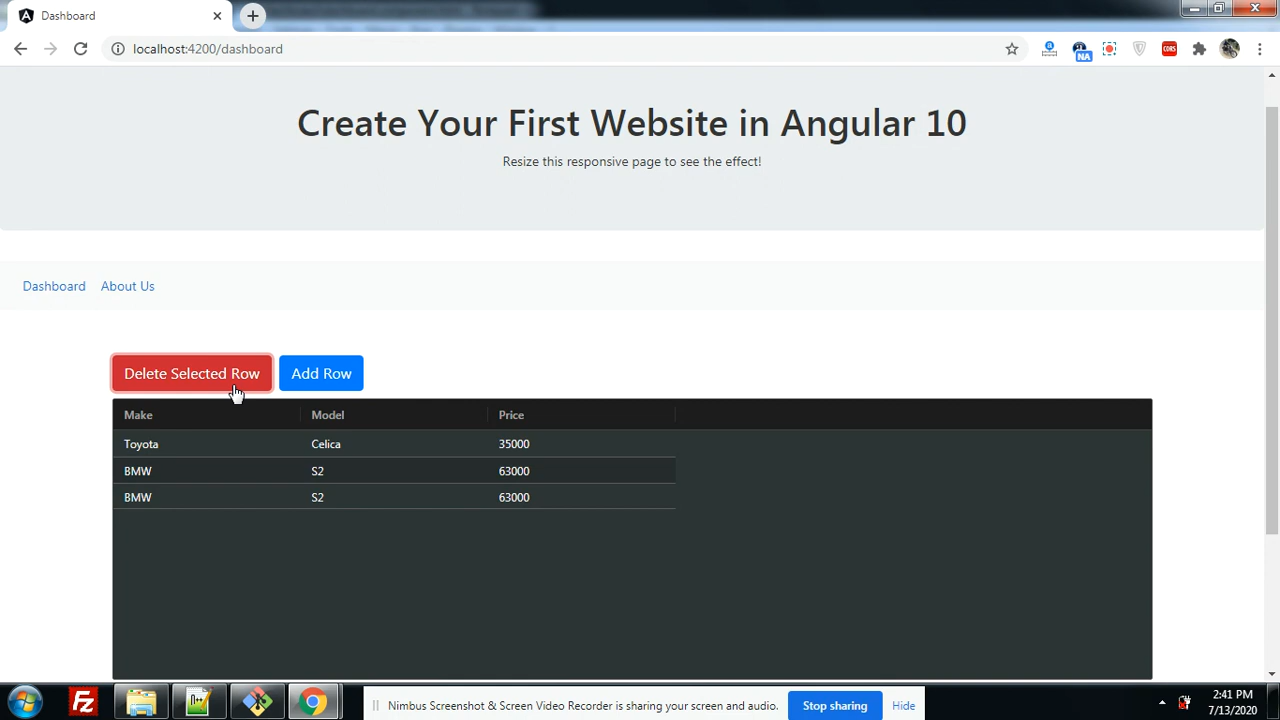 Dashboard
localhost:4200/dashboard
NA
CORS
Create Your First Website in Angular 10
Resize this responsive page to see the effect!
Dashboard About Us
Delete Selected Row Add Row
Make Model Price
Toyota Celica 35000
BMW S2 63000
BMW S2 63000
Nimbus Screenshot & Screen Video Recorder is sharing your screen and audio. Stop sharing Hide
2:41 PM
7/13/2020